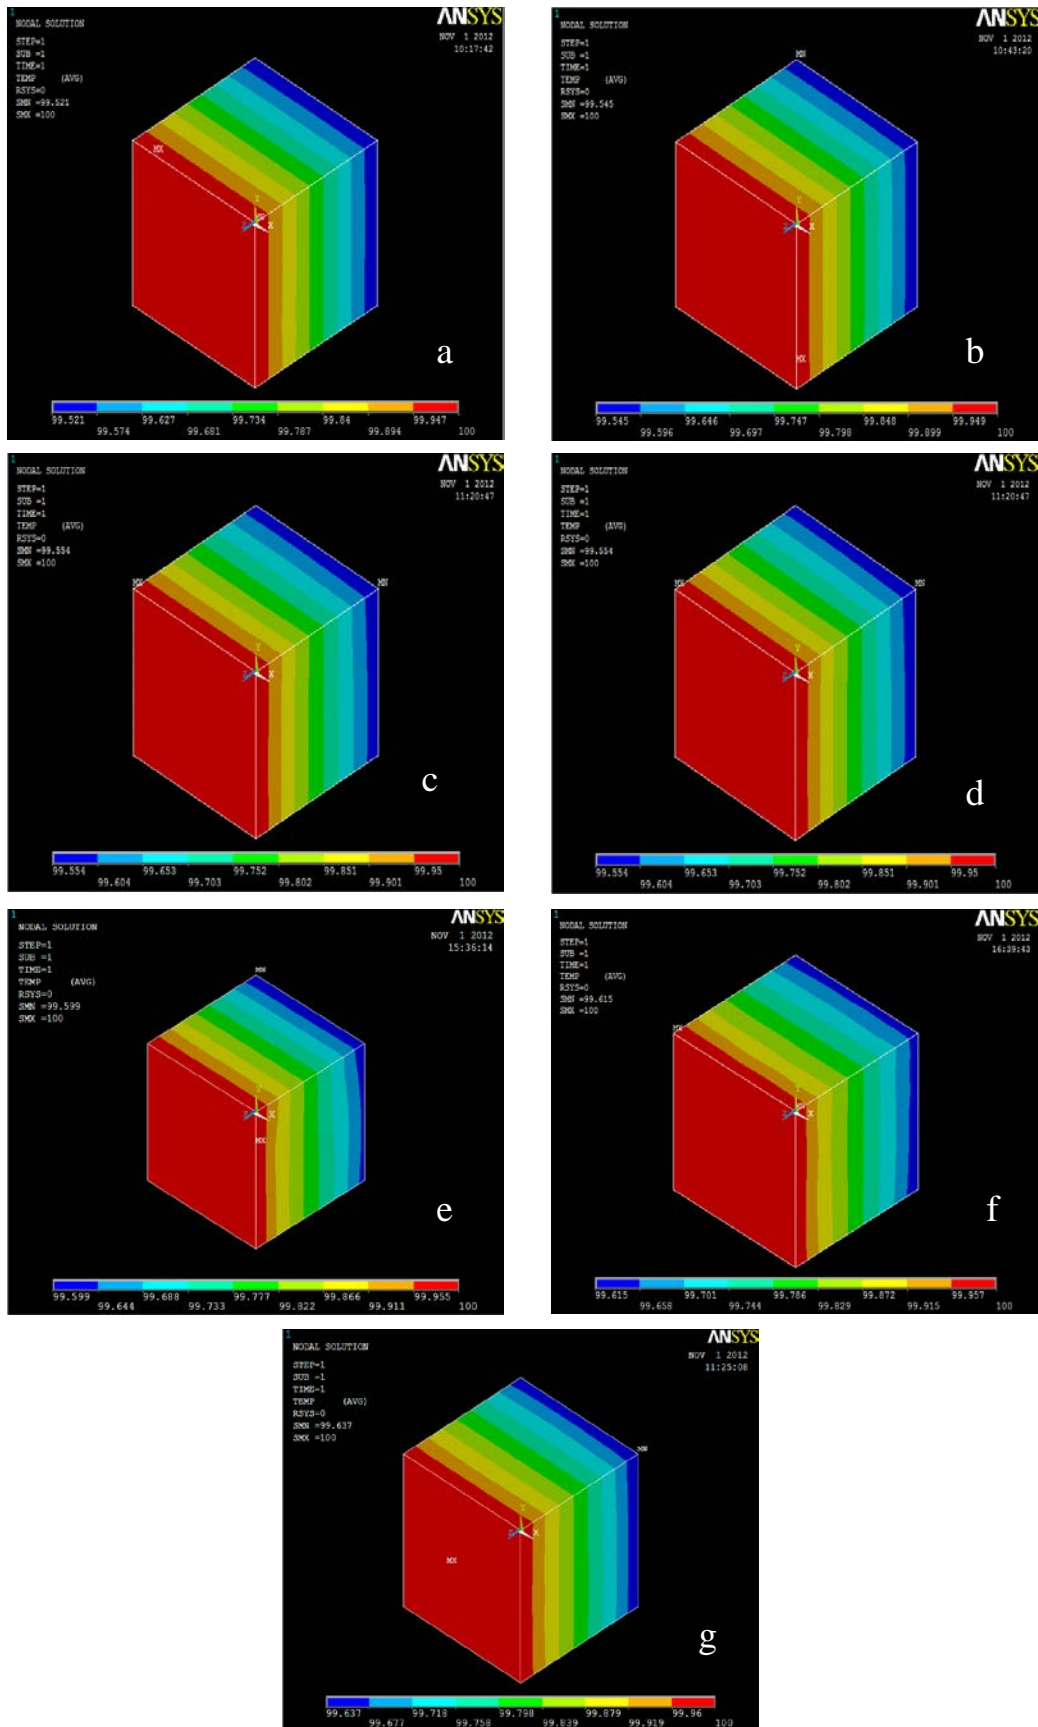 1
ANSYS
NODAL SOLUTION
NOV 1 2012
10:17:42
STEP=1
SUB =1
TIME=1
TEMP (AVG)
RSYS=0
SMN =99.521
SMX =100
MX
Y
Z X
a
99.521 99.627 99.734 99.84 99.947
99.574 99.681 99.787 99.894 100
1
ANSYS
NODAL SOLUTION
NOV 1 2012
10:43:20
STEP=1
SUB =1
TIME=1
TEMP (AVG)
RSYS=0
SMN =99.545
SMX =100
MN
Y
Z X
MX
b
99.545 99.646 99.747 99.848 99.949
99.596 99.697 99.798 99.899 100
1
ANSYS
NODAL SOLUTION
NOV 1 2012
11:20:47
STEP=1
SUB =1
TIME=1
TEMP (AVG)
RSYS=0
SMN =99.554
SMX =100
MX MN
Y
Z X
c
99.554 99.653 99.752 99.851 99.95
99.604 99.703 99.802 99.901 100
1
ANSYS
NODAL SOLUTION
NOV 1 2012
11:20:47
STEP=1
SUB =1
TIME=1
TEMP (AVG)
RSYS=0
SMN =99.554
SMX =100
MX MN
Y
Z X
d
99.554 99.653 99.752 99.851 99.95
99.604 99.703 99.802 99.901 100
1
ANSYS
NODAL SOLUTION
NOV 1 2012
15:36:14
STEP=1
SUB =1
TIME=1
TEMP (AVG)
RSYS=0
SMN =99.599
SMX =100
MN
Y
Z X
MX
e
99.599 99.688 99.777 99.866 99.955
99.644 99.733 99.822 99.911 100
1
ANSYS
NODAL SOLUTION
NOV 1 2012
16:39:43
STEP=1
SUB =1
TIME=1
TEMP (AVG)
RSYS=0
SMN =99.615
SMX =100
MX
Y
Z X
f
99.615 99.701 99.786 99.872 99.957
99.658 99.744 99.829 99.915 100
1
ANSYS
NODAL SOLUTION
NOV 1 2012
11:25:08
STEP=1
SUB =1
TIME=1
TEMP (AVG)
RSYS=0
SMN =99.637
SMX =100
MN
Y
Z X
MX
g
99.637 99.718 99.798 99.879 99.96
99.677 99.758 99.839 99.919 100